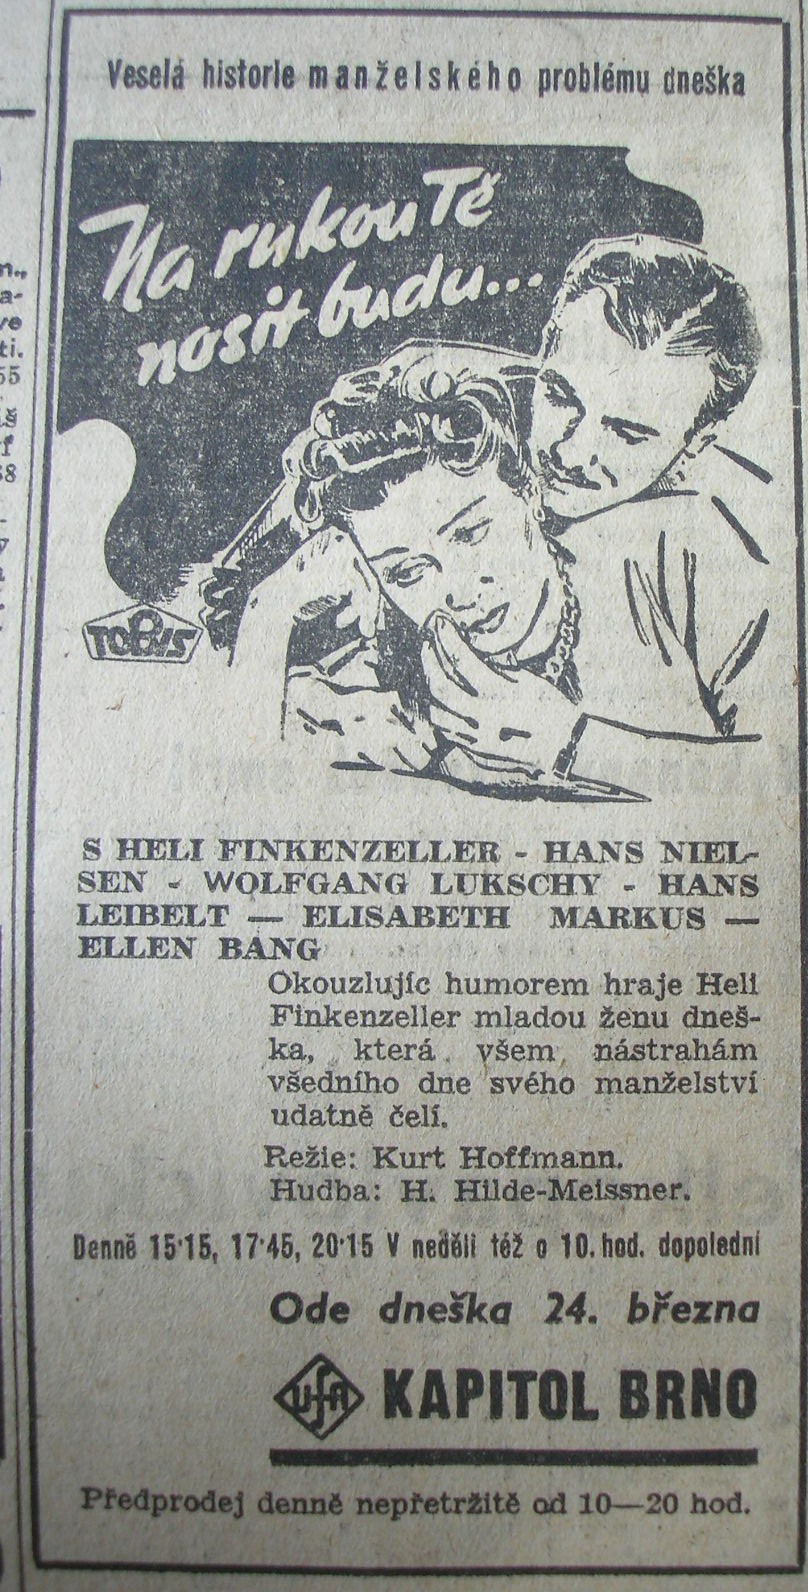 Veselá historie manželského problému dneška
Na rukou Tě
nosit budu...
TOBIS
S HELI FINKENZELLER - HANS NIEL-
SEN - WOLFGANG LUKSCHY - HANS
LEIBELT — ELISABETH MARKUS —
ELLEN BANG
Okouzlujíc humorem hraje Heli
Finkenzeller mladou ženu dneš-
ka, která všem nástrahám
všedního dne svého manželství
udatně čelí.
Režie: Kurt Hoffmann.
Hudba: H. Hilde-Meissner.
Denně 15·15, 17·45, 20·15 V neděli též o 10. hod. dopolední
Ode dneška 24. března
UFA KAPITOL BRNO
Předprodej denně nepřetržitě od 10—20 hod.